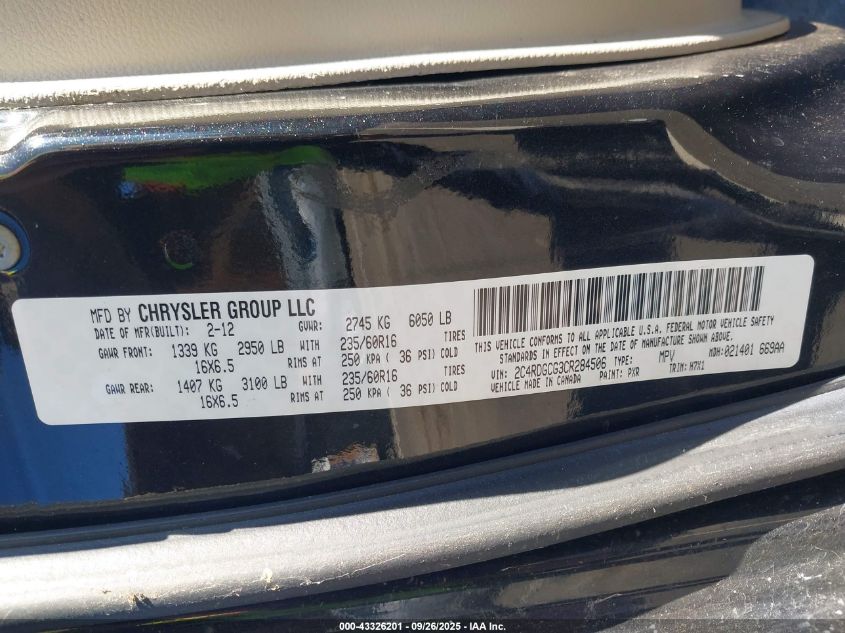 MFD BY CHRYSLER GROUP LLC
DATE OF MFR(BUILT): 2-12 GVWR: 2745 KG 6050 LB
GAWR FRONT: 1339 KG 2950 LB WITH 235/60R16 TIRES
16X6.5 RIMS AT 250 KPA ( 36 PSI) COLD
GAWR REAR: 1407 KG 3100 LB WITH 235/60R16 TIRES
16X6.5 RIMS AT 250 KPA ( 36 PSI) COLD
THIS VEHICLE CONFORMS TO ALL APPLICABLE U.S.A. FEDERAL MOTOR VEHICLE SAFETY
STANDARDS IN EFFECT ON THE DATE OF MANUFACTURE SHOWN ABOVE.
VIN: 2C4RDGCG3CR284506 TYPE: MPV MDH: 021401 669AA
VEHICLE MADE IN CANADA PAINT: PXR TRIM: H7X1
000-43326201 - 09/26/2025 - IAA Inc.